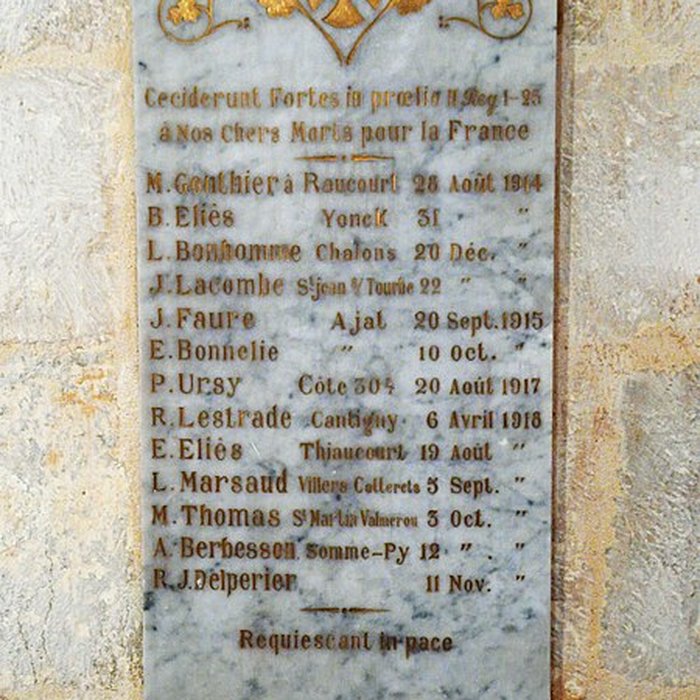 Ceciderunt Fortes in prœlio II Reg 1-25
à Nos Chers Morts pour la France
M. Gonthier à Raucourt 28 Août 1914
B. Eliès Yonck 31 "
L. Bonhomme Chalons 20 Déc. "
J. Lacombe St jean s/ Tourbe 22 " "
J. Faure Ajat 20 Sept. 1915
E. Bonnelie " 10 Oct. "
P. Ursy Côte 304 20 Août 1917
R. Lestrade Cantigny 6 Avril 1918
E. Eliès Thiaucourt 19 Août "
L. Marsaud Villers Cotterets 5 Sept. "
M. Thomas St Martin Valmerou 3 Oct. "
A. Berbesson Somme-Py 12 " "
R. J. Delperier 11 Nov. "
Requiescant in pace